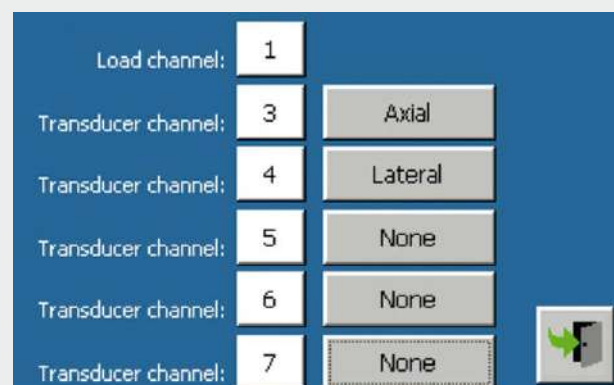 Load channel: 1
Transducer channel: 3 Axial
Transducer channel: 4 Lateral
Transducer channel: 5 None
Transducer channel: 6 None
Transducer channel: 7 None